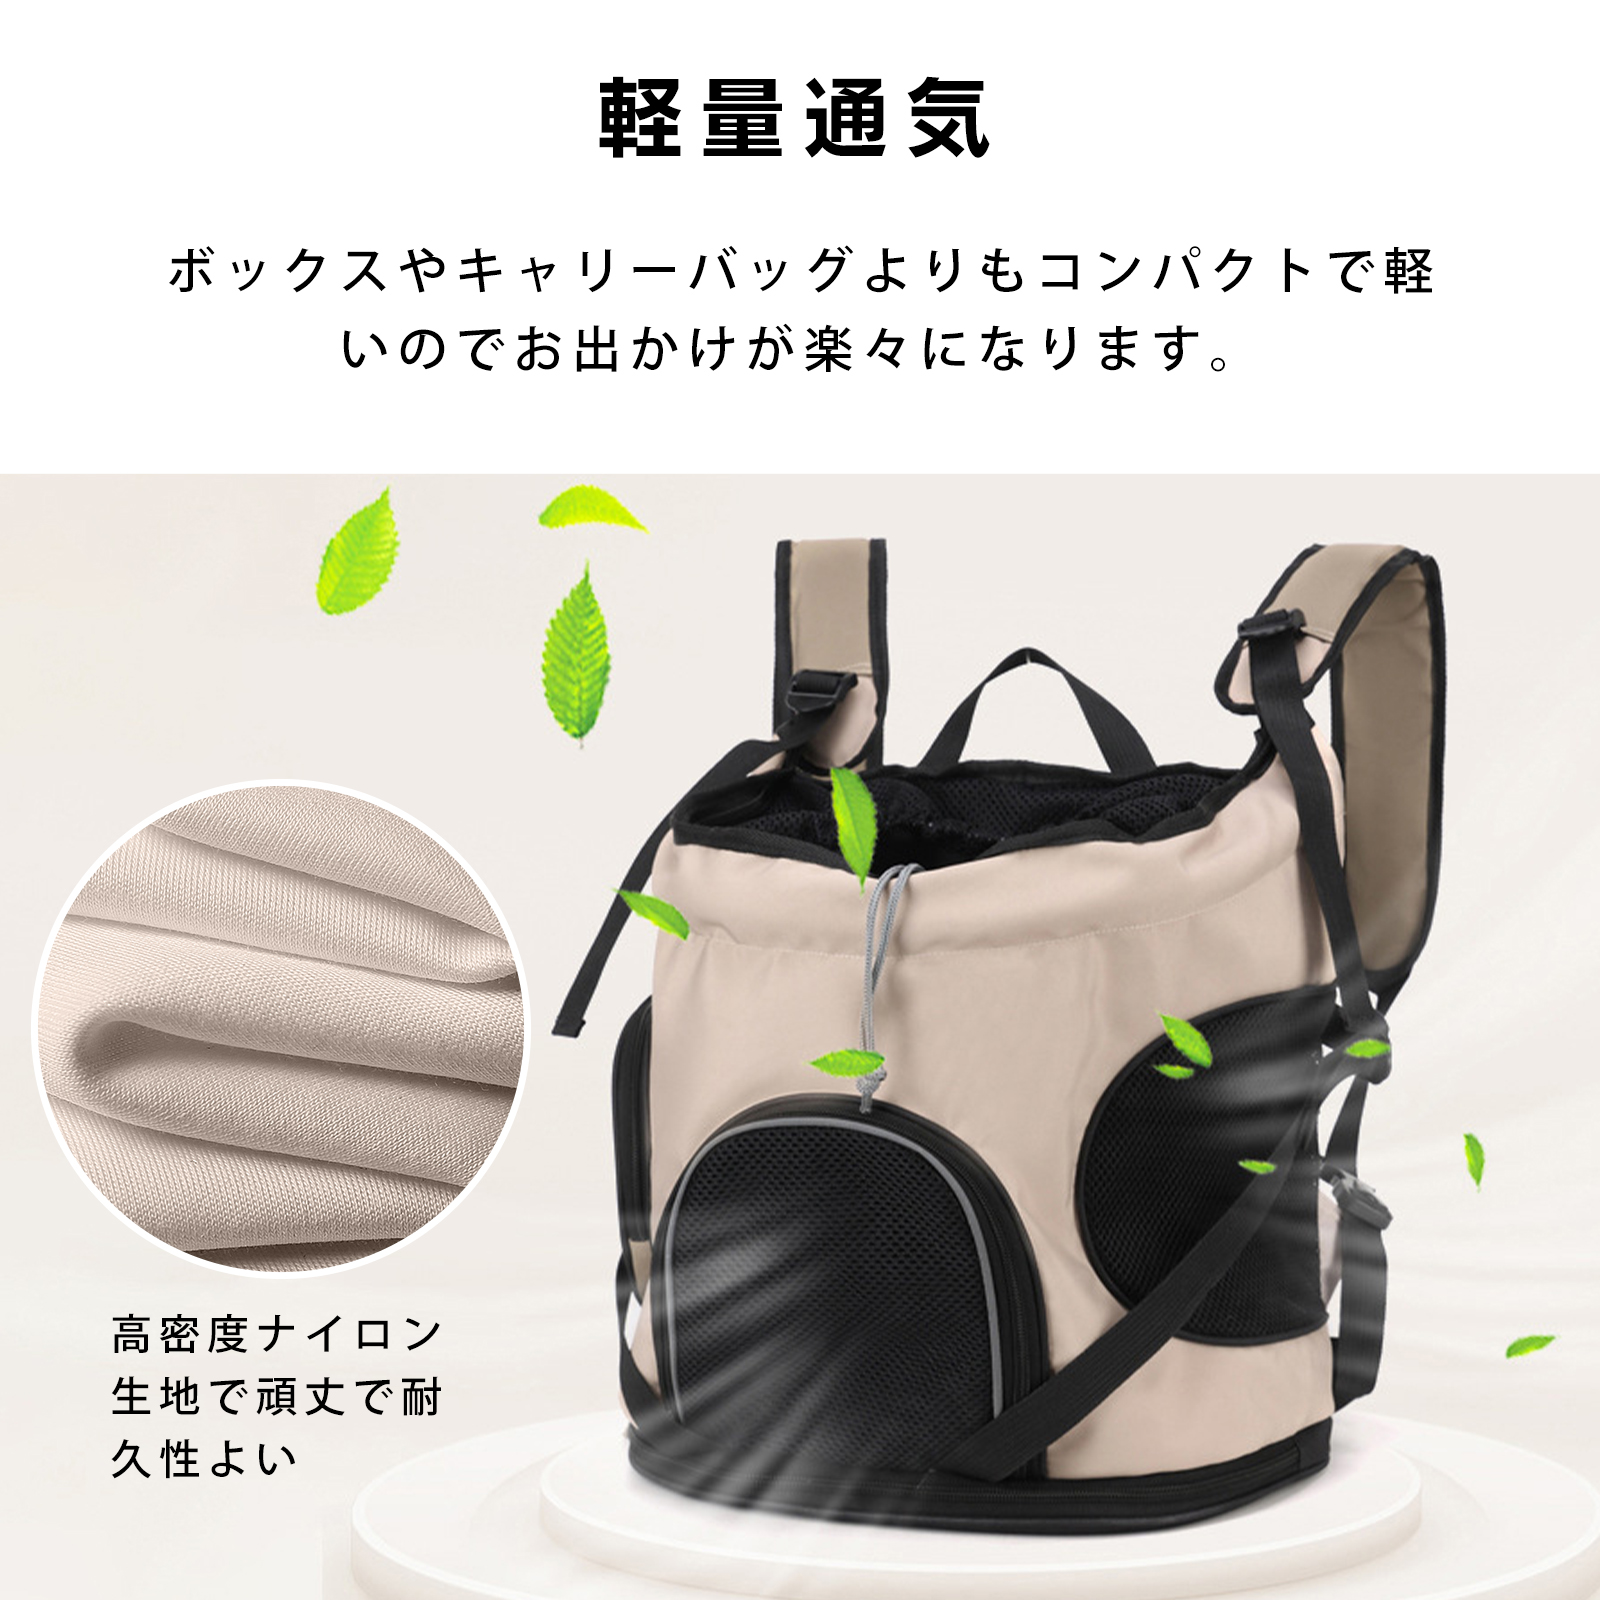 軽量通気
ボックスやキャリーバッグよりもコンパクトで軽
いのでお出かけが楽々になります。
高密度ナイロン
生地で頑丈で耐
久性よい